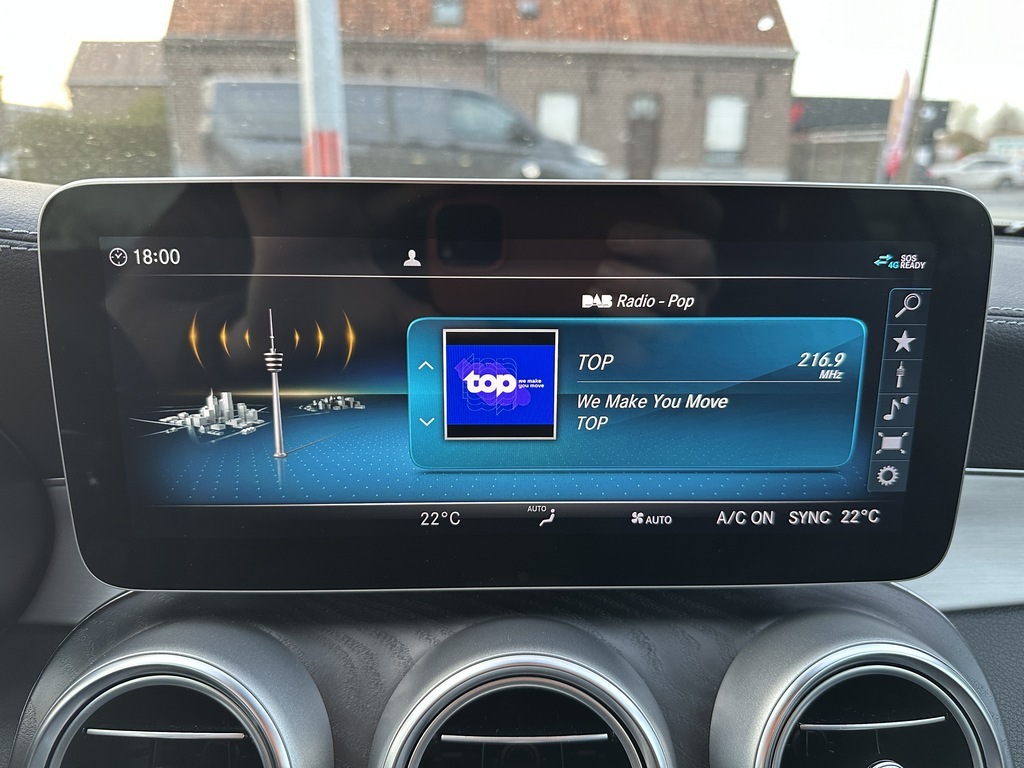 18:00
4G SOS READY
DAB Radio - Pop
top we make you move
TOP
216.9 MHz
We Make You Move
TOP
22°C
AUTO
AUTO
A/C ON
SYNC
22°C